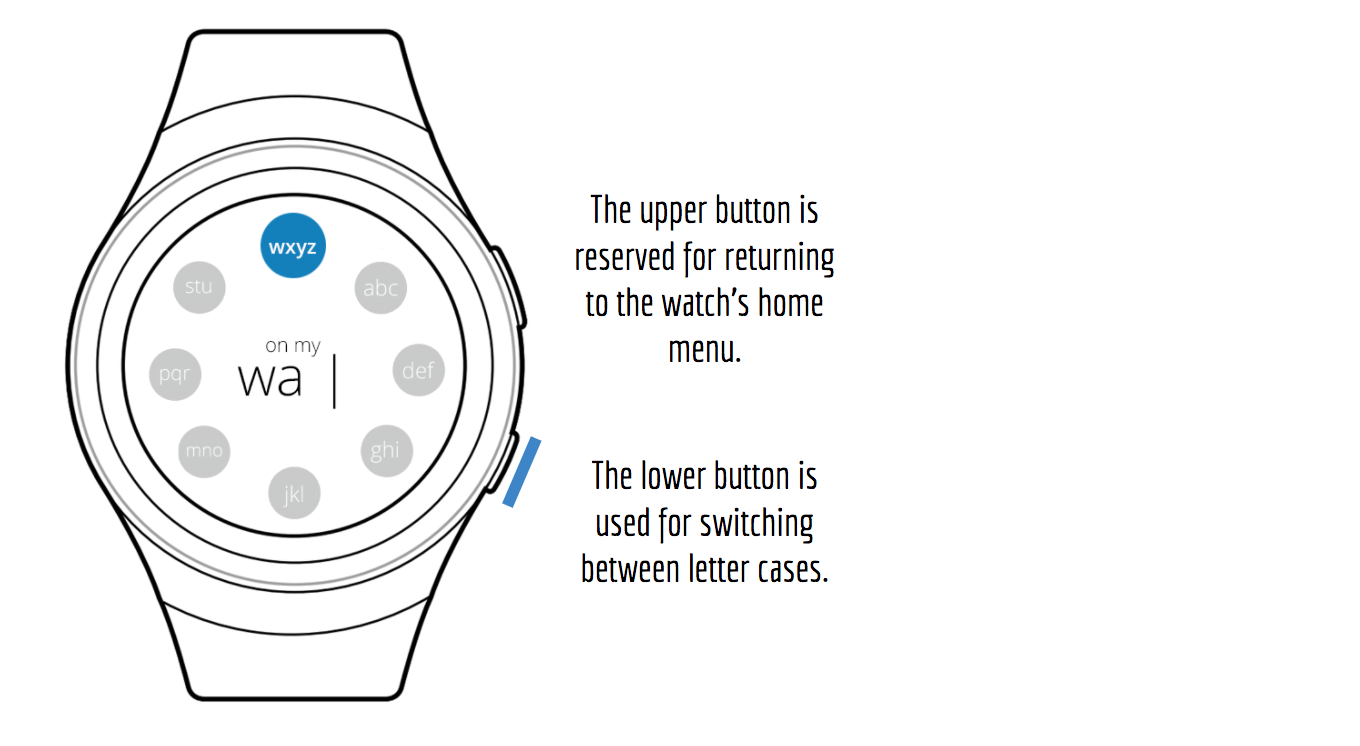 wxyz
stu
abc
on my
wa
pqr
def
mno
ghi
jkl
The upper button is
reserved for returning
to the watch's home
menu.
The lower button is
used for switching
between letter cases.